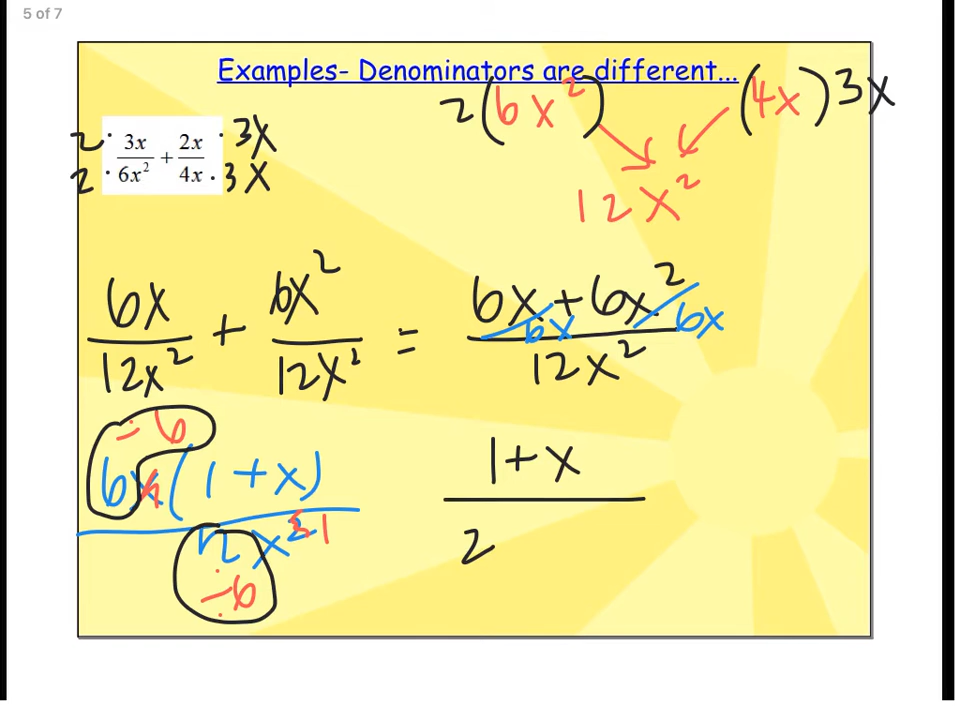 5 of 7
Examples- Denominators are different...
2(6x²) (4x)3x
2 · 3x/6x² + 2x/4x · 3x
2 · · 3x
12x²
6x/12x² + 6x²/12x² = (6x+6x²)/12x²
6x 6x
÷6
6x(1+x)/12x² 1
÷6
1+x
2